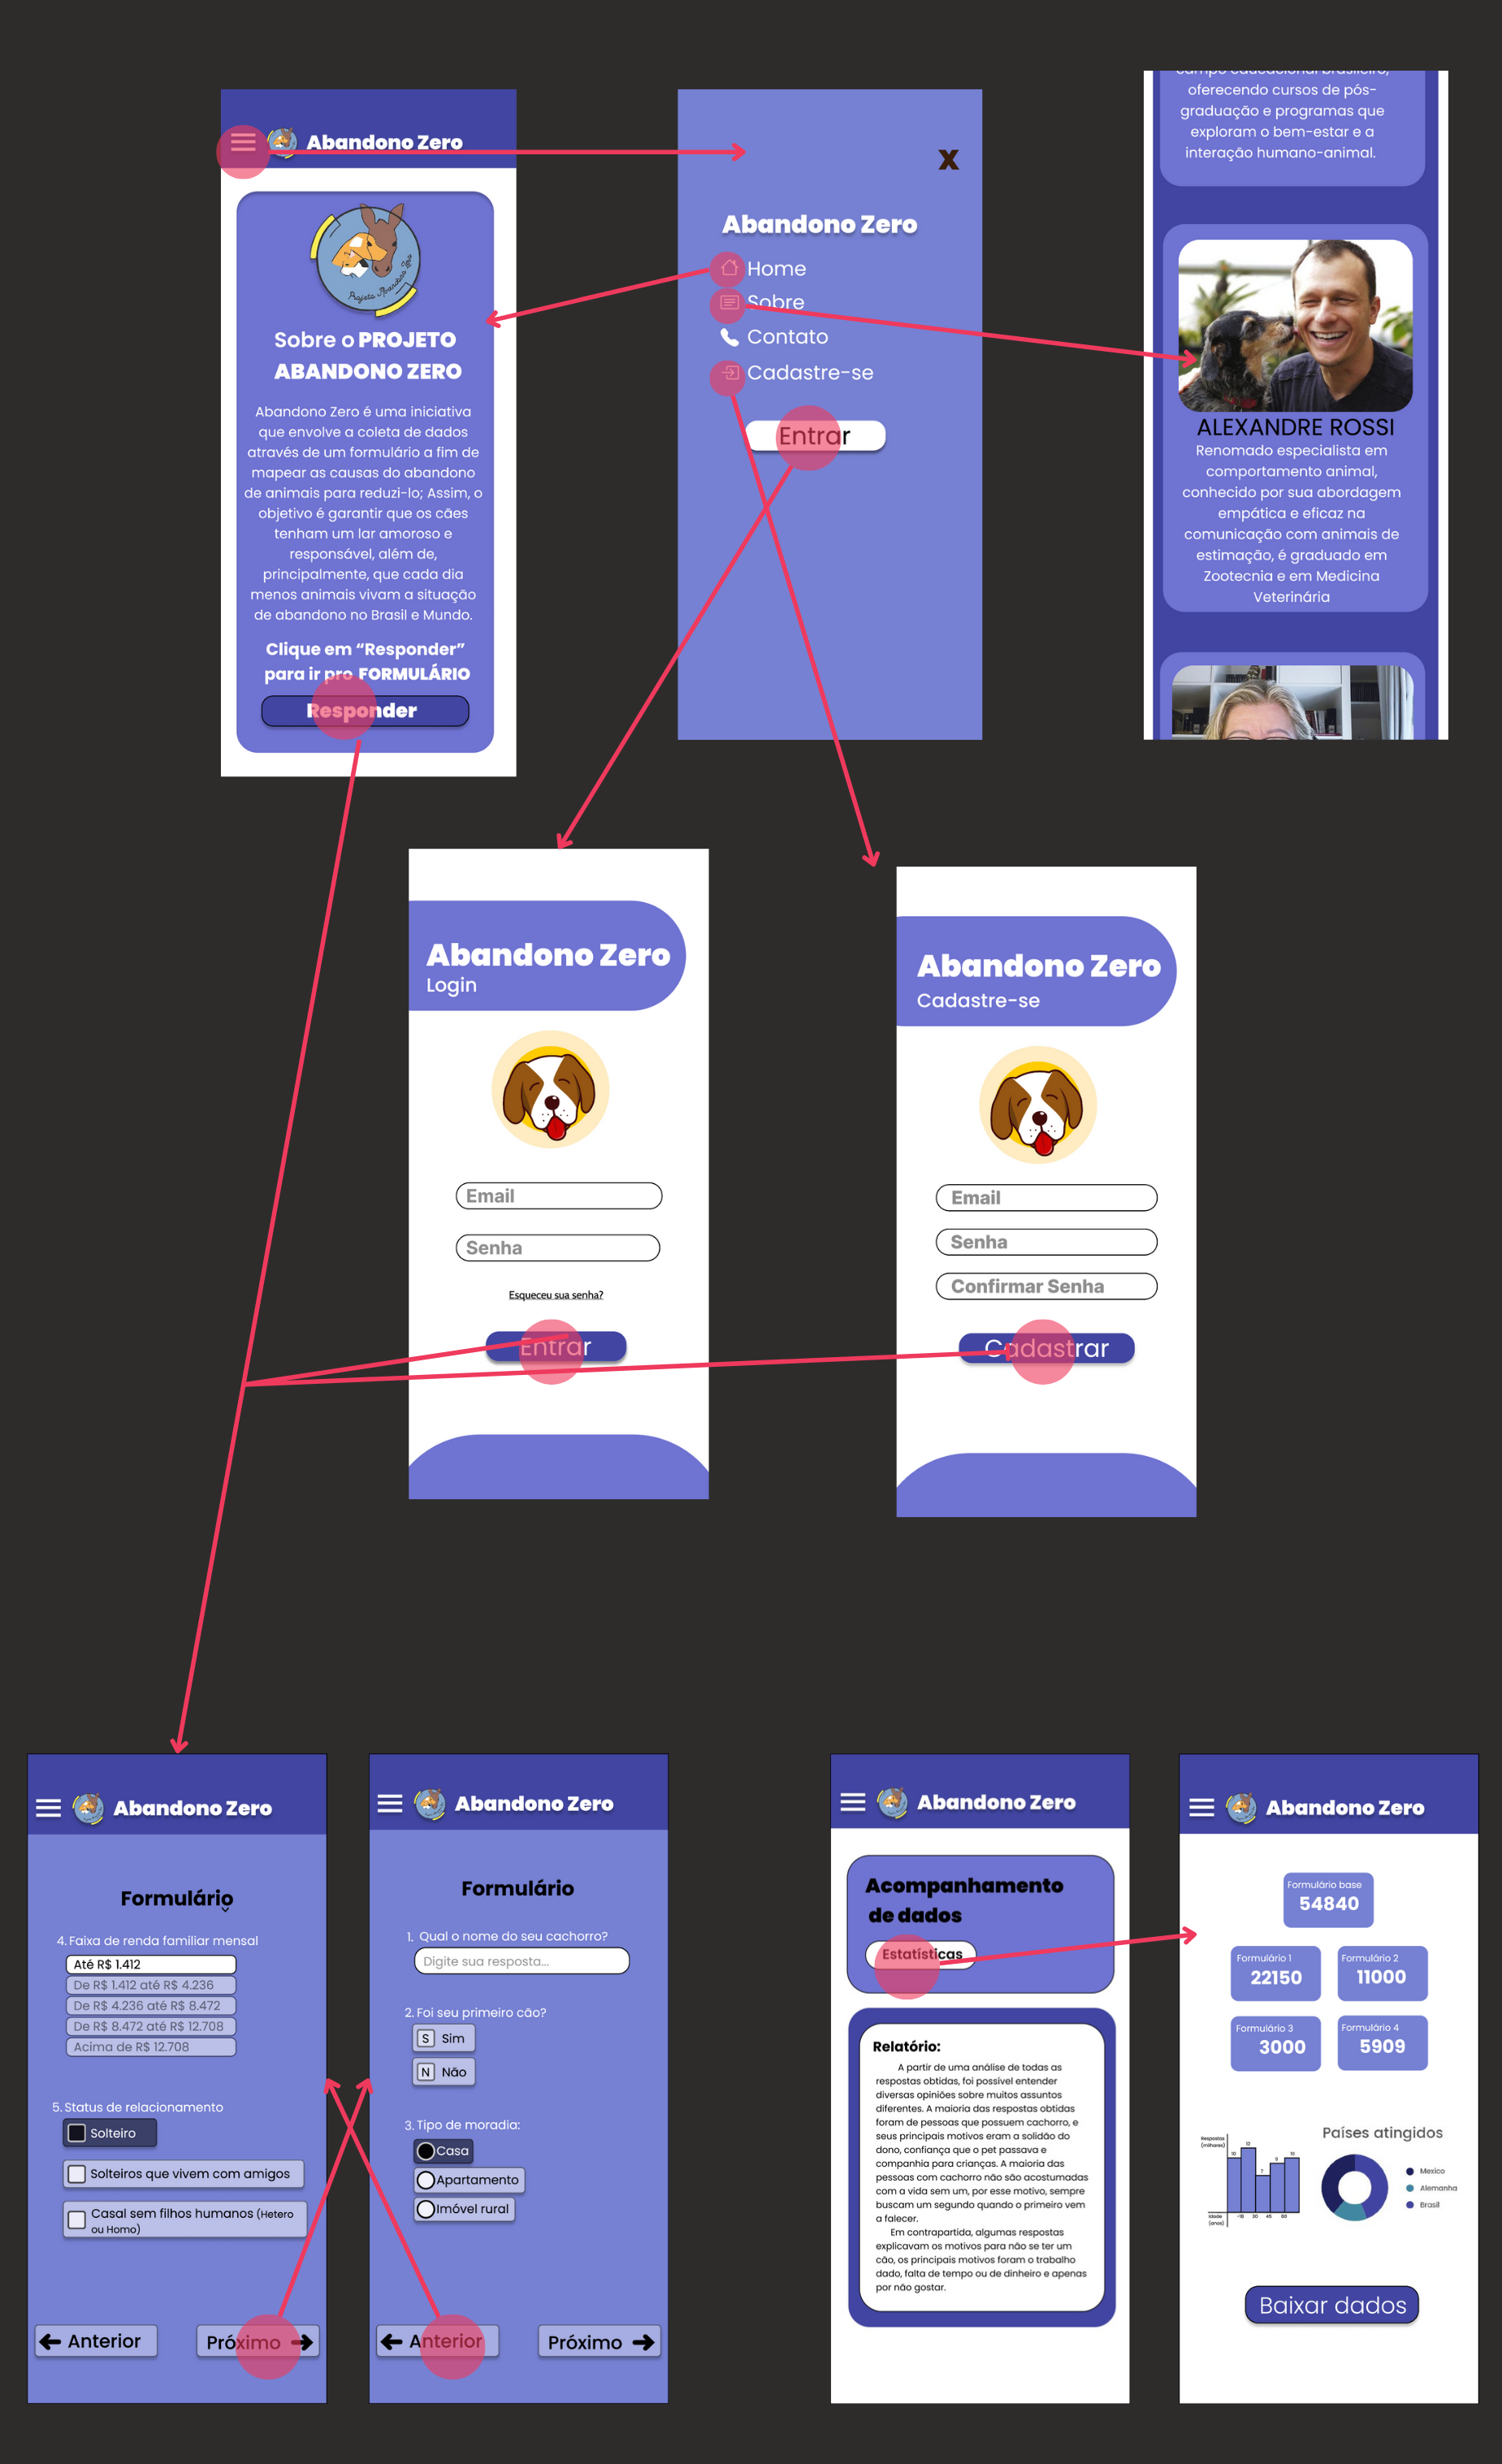 Abandono Zero
Projeto Abandono Zero
Sobre o PROJETO
ABANDONO ZERO
Abandono Zero é uma iniciativa
que envolve a coleta de dados
através de um formulário a fim de
mapear as causas do abandono
de animais para reduzi-lo; Assim, o
objetivo é garantir que os cães
tenham um lar amoroso e
responsável, além de,
principalmente, que cada dia
menos animais vivam a situação
de abandono no Brasil e Mundo.
Clique em “Responder”
para ir pro FORMULÁRIO
Responder
X
Abandono Zero
Home
Sobre
Contato
Cadastre-se
Entrar
campo educacional brasileiro,
oferecendo cursos de pós-
graduação e programas que
exploram o bem-estar e a
interação humano-animal.
ALEXANDRE ROSSI
Renomado especialista em
comportamento animal,
conhecido por sua abordagem
empática e eficaz na
comunicação com animais de
estimação, é graduado em
Zootecnia e em Medicina
Veterinária
Abandono Zero
Login
Email
Senha
Esqueceu sua senha?
Entrar
Abandono Zero
Cadastre-se
Email
Senha
Confirmar Senha
Cadastrar
Abandono Zero
Formulário
4. Faixa de renda familiar mensal
Até R$ 1.412
De R$ 1.412 até R$ 4.236
De R$ 4.236 até R$ 8.472
De R$ 8.472 até R$ 12.708
Acima de R$ 12.708
5. Status de relacionamento
Solteiro
Solteiros que vivem com amigos
Casal sem filhos humanos (Hetero
ou Homo)
Anterior
Próximo
Abandono Zero
Formulário
1. Qual o nome do seu cachorro?
Digite sua resposta...
2. Foi seu primeiro cão?
S Sim
N Não
3. Tipo de moradia:
Casa
Apartamento
Imóvel rural
Anterior
Próximo
Abandono Zero
Acompanhamento
de dados
Estatísticas
Relatório:
A partir de uma análise de todas as
respostas obtidas, foi possível entender
diversas opiniões sobre muitos assuntos
diferentes. A maioria das respostas obtidas
foram de pessoas que possuem cachorro, e
seus principais motivos eram a solidão do
dono, confiança que o pet passava e
companhia para crianças. A maioria das
pessoas com cachorro não são acostumadas
com a vida sem um, por esse motivo, sempre
buscam um segundo quando o primeiro vem
a falecer.
Em contrapartida, algumas respostas
explicavam os motivos para não se ter um
cão, os principais motivos foram o trabalho
dado, falta de tempo ou de dinheiro e apenas
por não gostar.
Abandono Zero
Formulário base
54840
Formulário 1
22150
Formulário 2
11000
Formulário 3
3000
Formulário 4
5909
Respostas
(milhares)
10 12 7 9 10
Idade
(anos)
-18 30 45 60
Países atingidos
Mexico
Alemanha
Brasil
Baixar dados